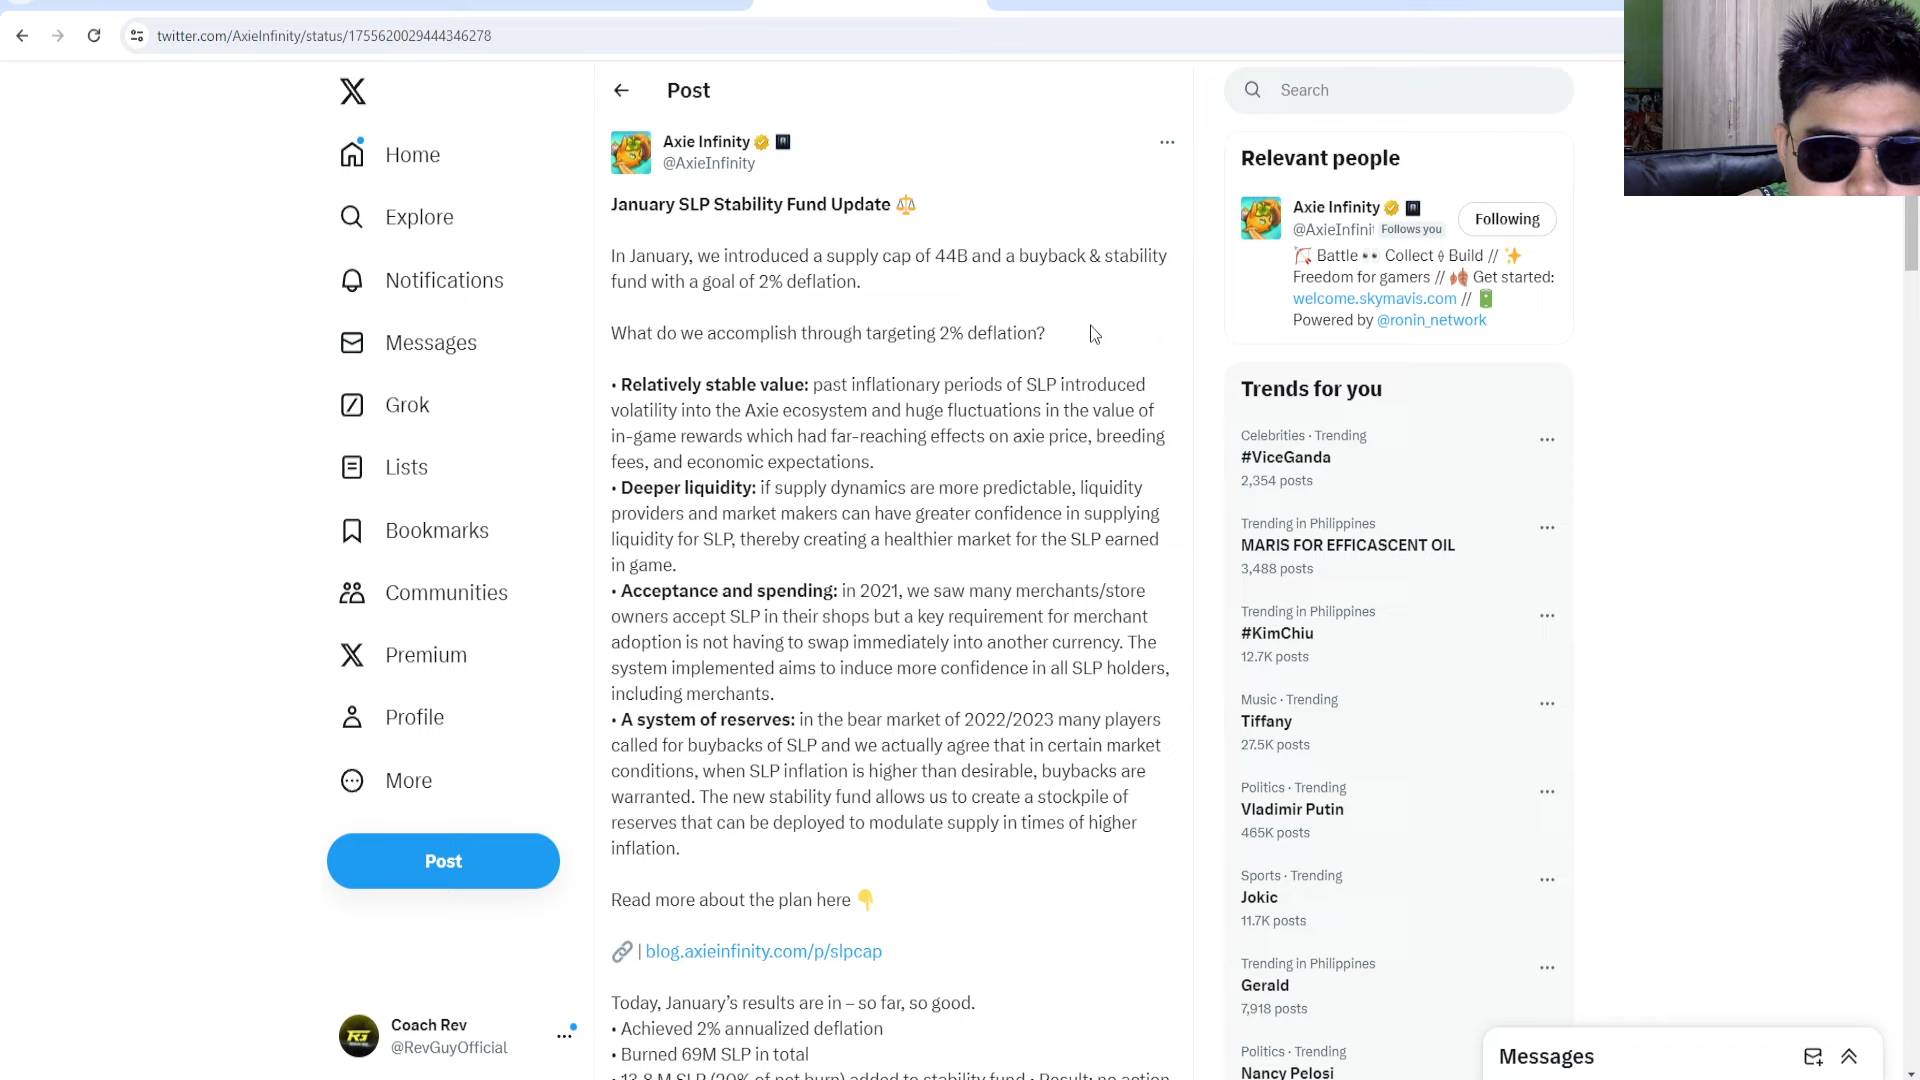 twitter.com/AxieInfinity/status/1755620029444346278
Home
Explore
Notifications
Messages
Grok
Lists
Bookmarks
Communities
Premium
Profile
More
Post
Coach Rev
@RevGuyOfficial
Post
Axie Infinity
@AxieInfinity
January SLP Stability Fund Update ⚖️
In January, we introduced a supply cap of 44B and a buyback & stability
fund with a goal of 2% deflation.
What do we accomplish through targeting 2% deflation?
• Relatively stable value: past inflationary periods of SLP introduced
volatility into the Axie ecosystem and huge fluctuations in the value of
in-game rewards which had far-reaching effects on axie price, breeding
fees, and economic expectations.
• Deeper liquidity: if supply dynamics are more predictable, liquidity
providers and market makers can have greater confidence in supplying
liquidity for SLP, thereby creating a healthier market for the SLP earned
in game.
• Acceptance and spending: in 2021, we saw many merchants/store
owners accept SLP in their shops but a key requirement for merchant
adoption is not having to swap immediately into another currency. The
system implemented aims to induce more confidence in all SLP holders,
including merchants.
• A system of reserves: in the bear market of 2022/2023 many players
called for buybacks of SLP and we actually agree that in certain market
conditions, when SLP inflation is higher than desirable, buybacks are
warranted. The new stability fund allows us to create a stockpile of
reserves that can be deployed to modulate supply in times of higher
inflation.
Read more about the plan here 👇
🔗 | blog.axieinfinity.com/p/slpcap
Today, January’s results are in – so far, so good.
• Achieved 2% annualized deflation
• Burned 69M SLP in total
• 13.8 M SLP (20% of net burn) added to stability fund • Result: no action
Search
Relevant people
Axie Infinity
@AxieInfini Follows you
Following
🏹 Battle 👀 Collect Build // ✨
Freedom for gamers // 🍂 Get started:
welcome.skymavis.com // 🔋
Powered by @ronin_network
Trends for you
Celebrities · Trending
#ViceGanda
2,354 posts
Trending in Philippines
MARIS FOR EFFICASCENT OIL
3,488 posts
Trending in Philippines
#KimChiu
12.7K posts
Music · Trending
Tiffany
27.5K posts
Politics · Trending
Vladimir Putin
465K posts
Sports · Trending
Jokic
11.7K posts
Trending in Philippines
Gerald
7,918 posts
Politics · Trending
Nancy Pelosi
Messages